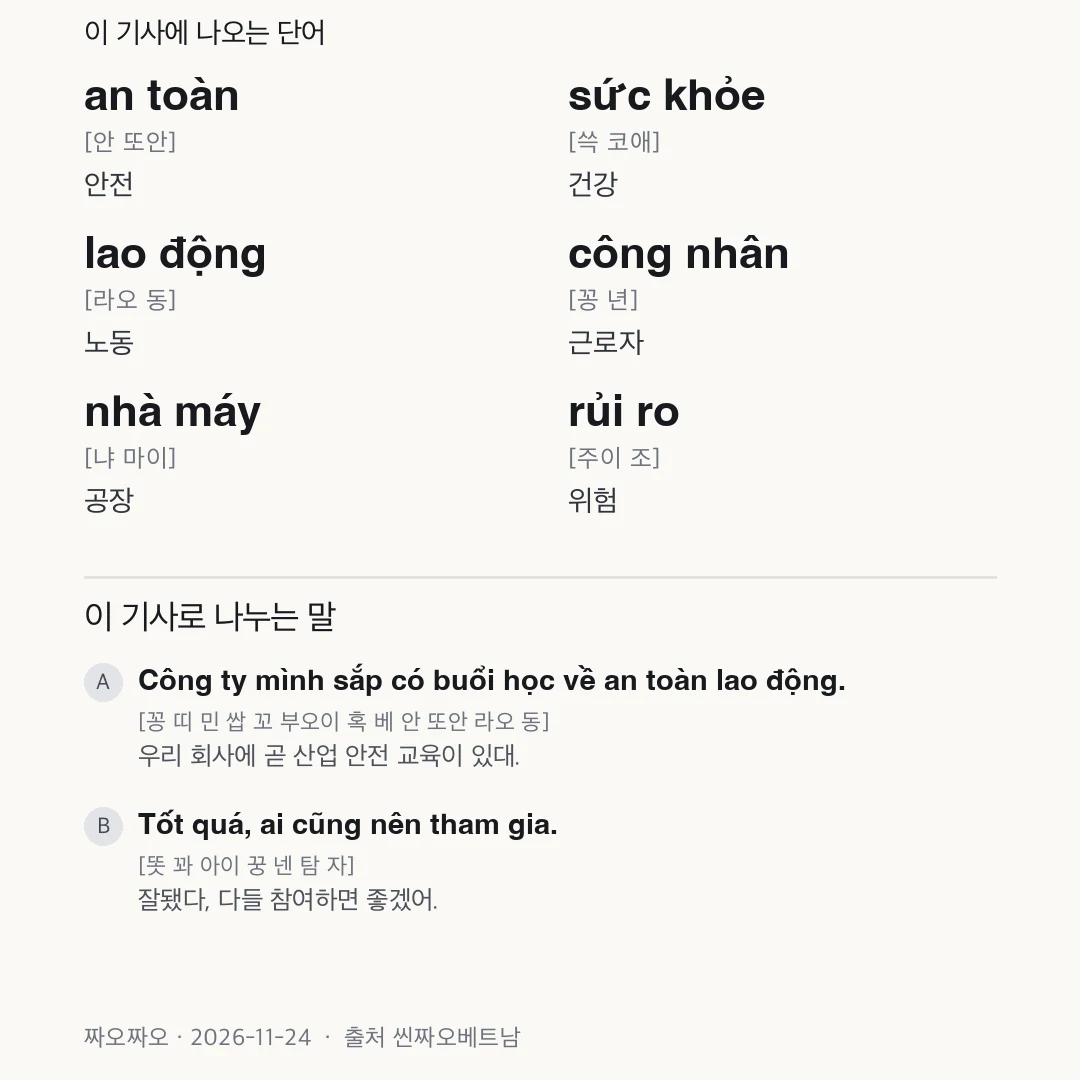 이 기사에 나오는 단어
an toàn
[안 또안]
안전
sức khỏe
[쓱 코애]
건강
lao động
[라오 동]
노동
công nhân
[꽁 년]
근로자
nhà máy
[냐 마이]
공장
rủi ro
[주이 조]
위험
이 기사로 나누는 말
A Công ty mình sắp có buổi học về an toàn lao động.
[꽁 띠 민 쌉 꼬 부오이 혹 베 안 또안 라오 동]
우리 회사에 곧 산업 안전 교육이 있대.
B Tốt quá, ai cũng nên tham gia.
[똣 꽈 아이 꿍 넨 탐 자]
잘됐다, 다들 참여하면 좋겠어.
짜오짜오 · 2026-11-24 · 출처 씬짜오베트남